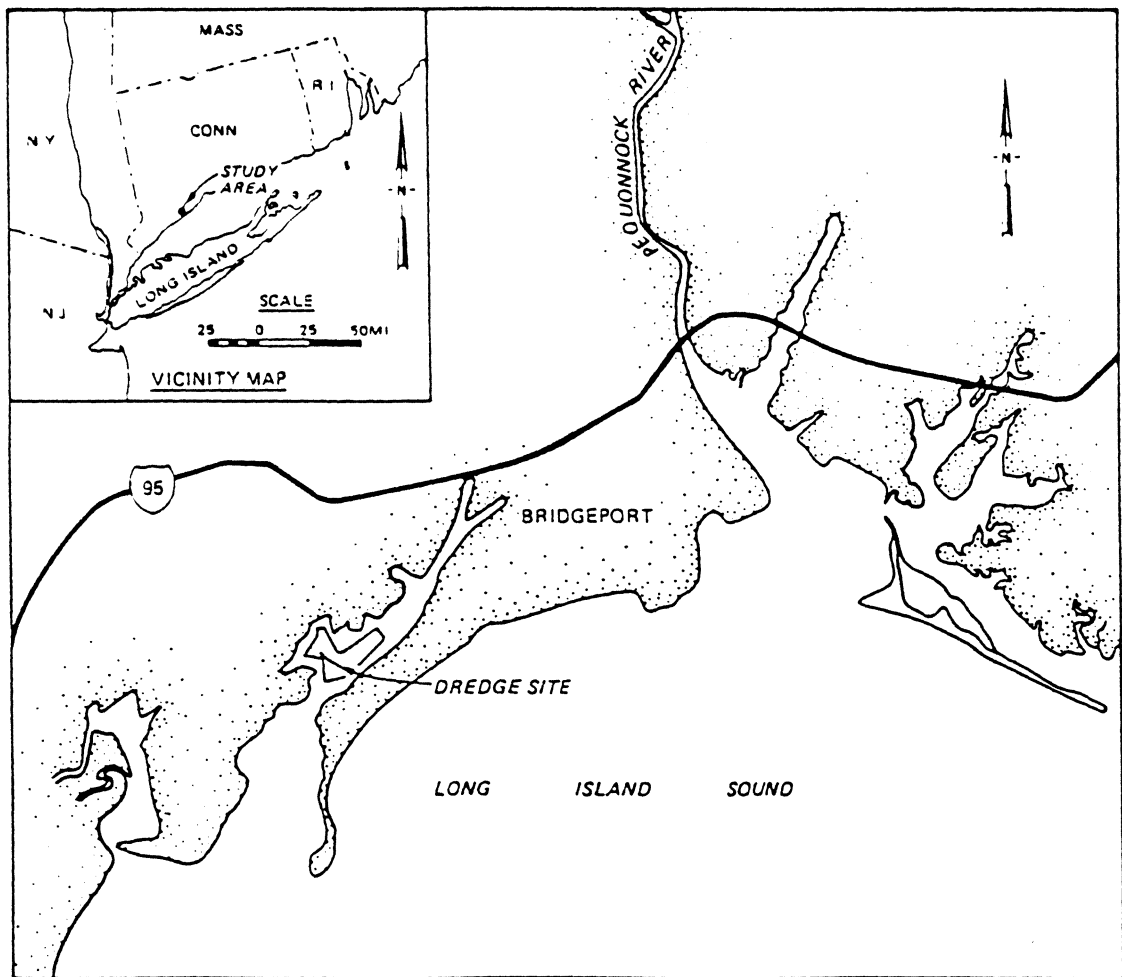 MASS
R I
N Y
CONN
STUDY
AREA
-N-
LONG ISLAND
N J
SCALE
25 0 25 50MI
VICINITY MAP
PEQUONNOCK RIVER
-N-
95
BRIDGEPORT
DREDGE SITE
LONG ISLAND SOUND